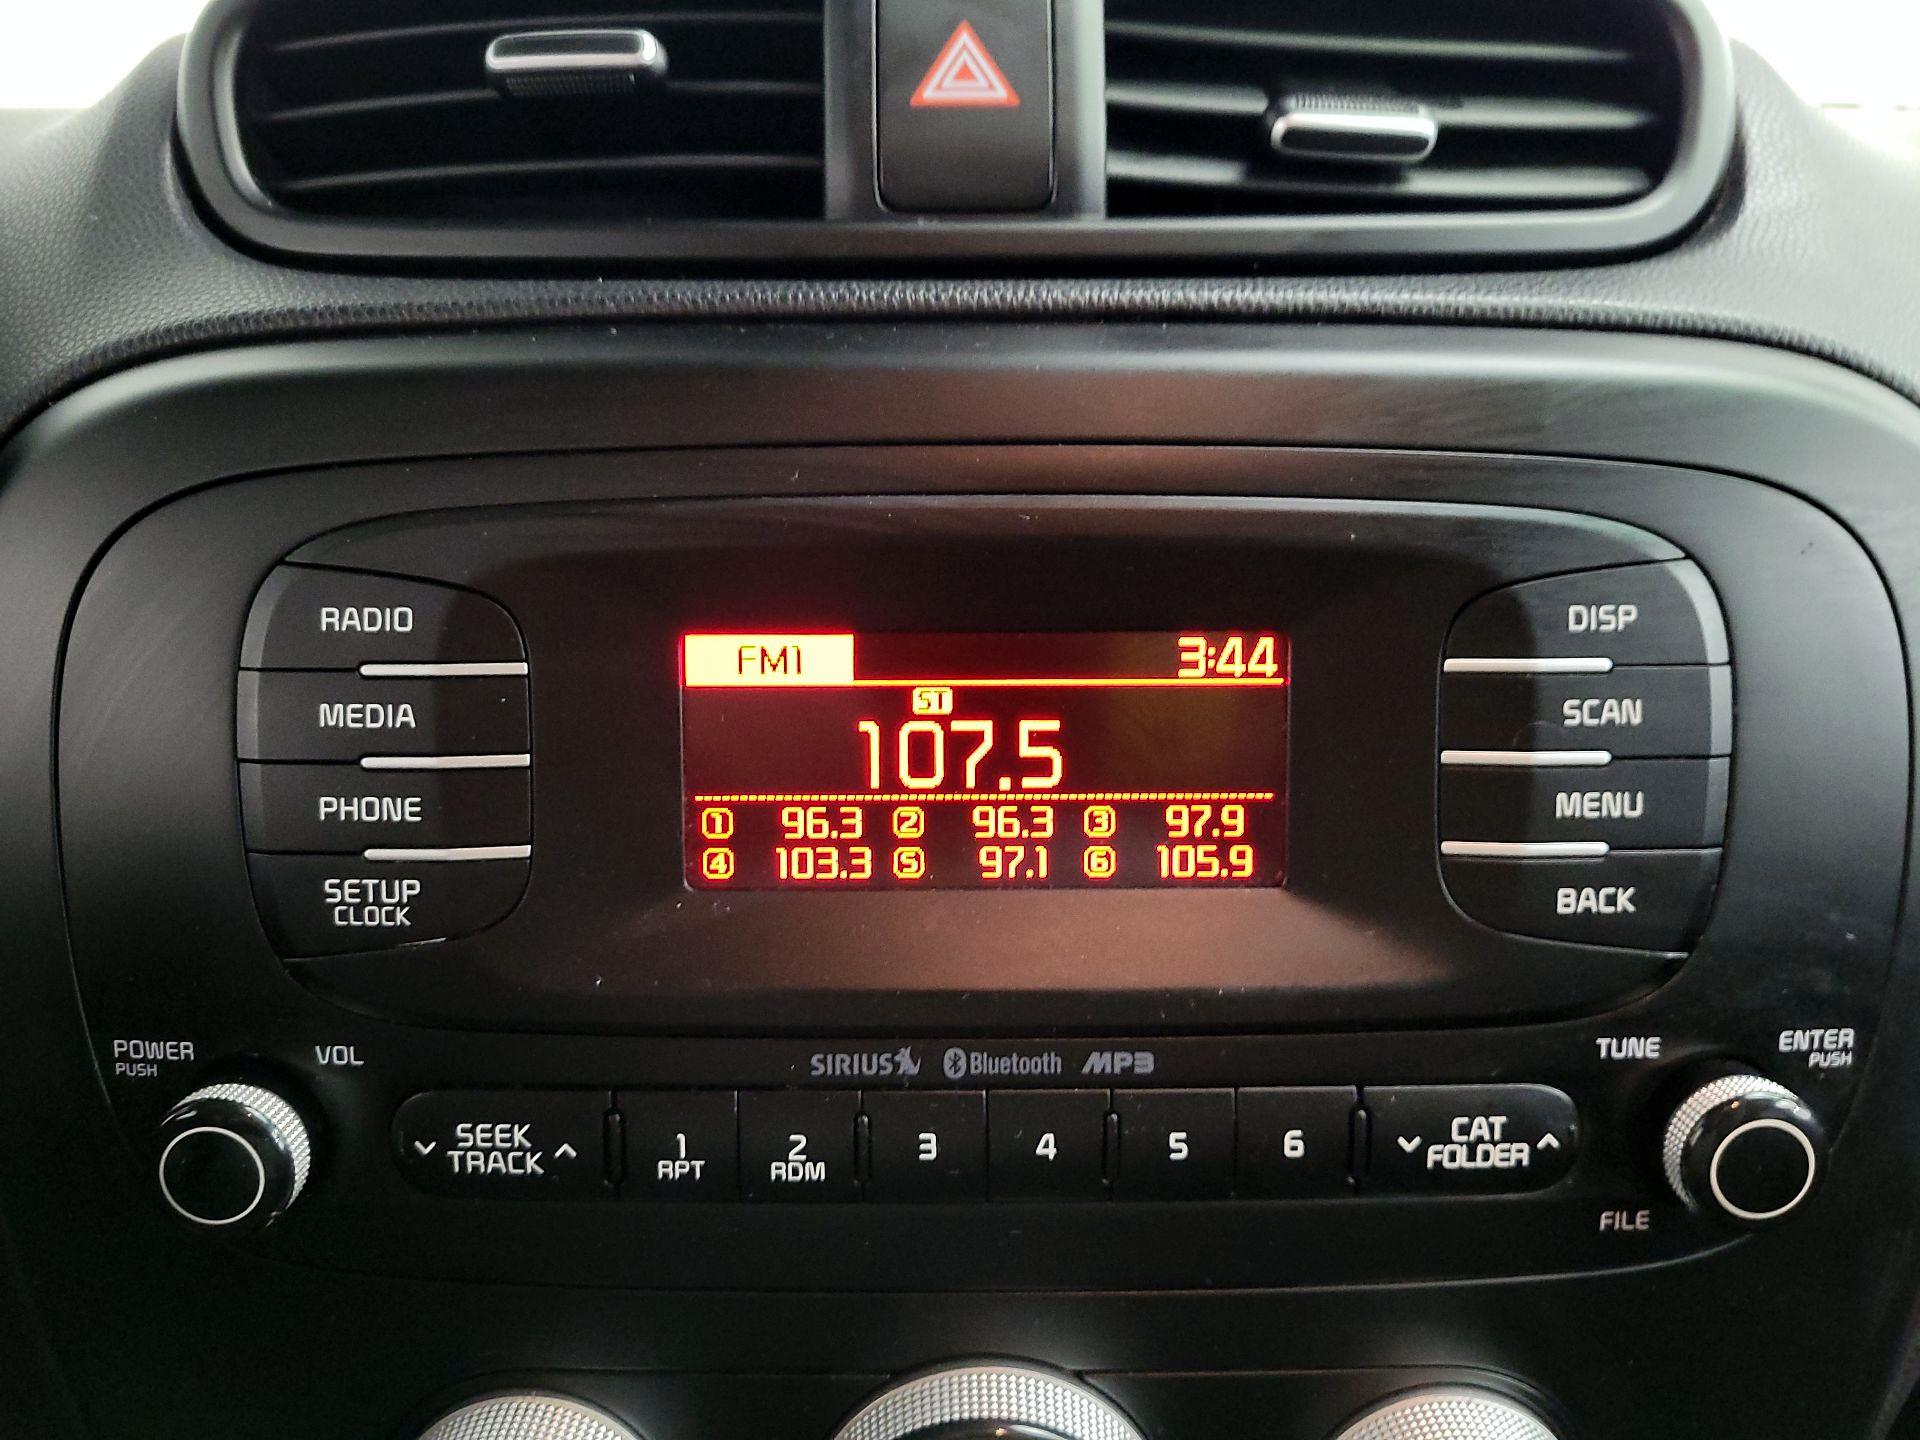 RADIO
MEDIA
PHONE
SETUP
CLOCK
FM1 3:44
ST
107.5
1 96.3 2 96.3 3 97.9
4 103.3 5 97.1 6 105.9
DISP
SCAN
MENU
BACK
POWER
PUSH
VOL
SIRIUS Bluetooth MP3
TUNE
ENTER
PUSH
SEEK
TRACK
1
RPT
2
RDM
3
4
5
6
CAT
FOLDER
FILE